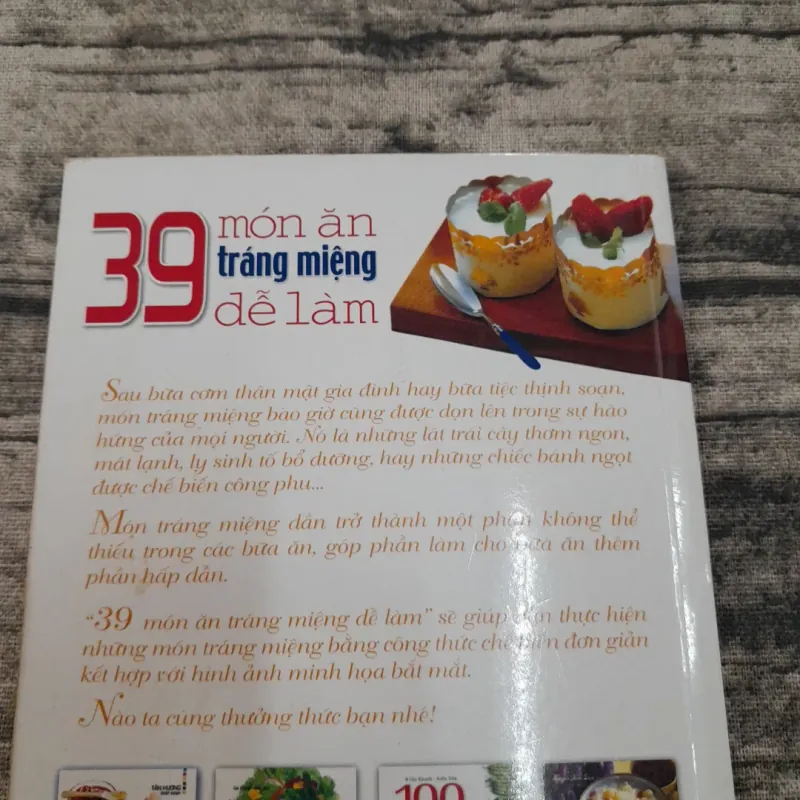 39 món ăn
tráng miệng
dễ làm
Sau bữa cơm thân mật gia đình hay bữa tiệc thịnh soạn,
món tráng miệng bao giờ cũng được dọn lên trong sự hào
hứng của mọi người. Nó là những lát trái cây thơm ngon,
mát lạnh, ly sinh tố bổ dưỡng, hay những chiếc bánh ngọt
được chế biến công phu...
Món tráng miệng dần trở thành một phần không thể
thiếu trong các bữa ăn, góp phần làm cho bữa ăn thêm
phần hấp dẫn.
"39 món ăn tráng miệng dễ làm" sẽ giúp bạn thực hiện
những món tráng miệng bằng công thức chế biến đơn giản
kết hợp với hình ảnh minh họa bắt mắt.
Nào ta cùng thưởng thức bạn nhé!
100